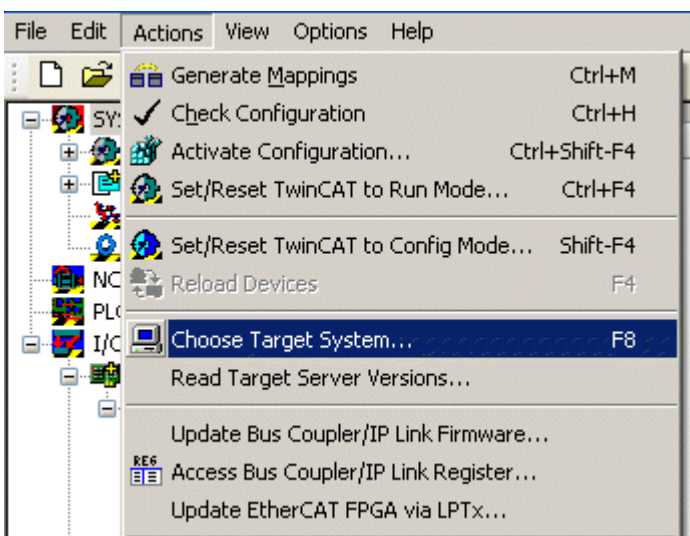 File Edit Actions View Options Help
Generate Mappings Ctrl+M
Check Configuration Ctrl+H
Activate Configuration... Ctrl+Shift-F4
Set/Reset TwinCAT to Run Mode... Ctrl+F4
Set/Reset TwinCAT to Config Mode... Shift-F4
NC Reload Devices F4
Choose Target System... F8
Read Target Server Versions...
Update Bus Coupler/IP Link Firmware...
REG Access Bus Coupler/IP Link Register...
Update EtherCAT FPGA via LPTx...